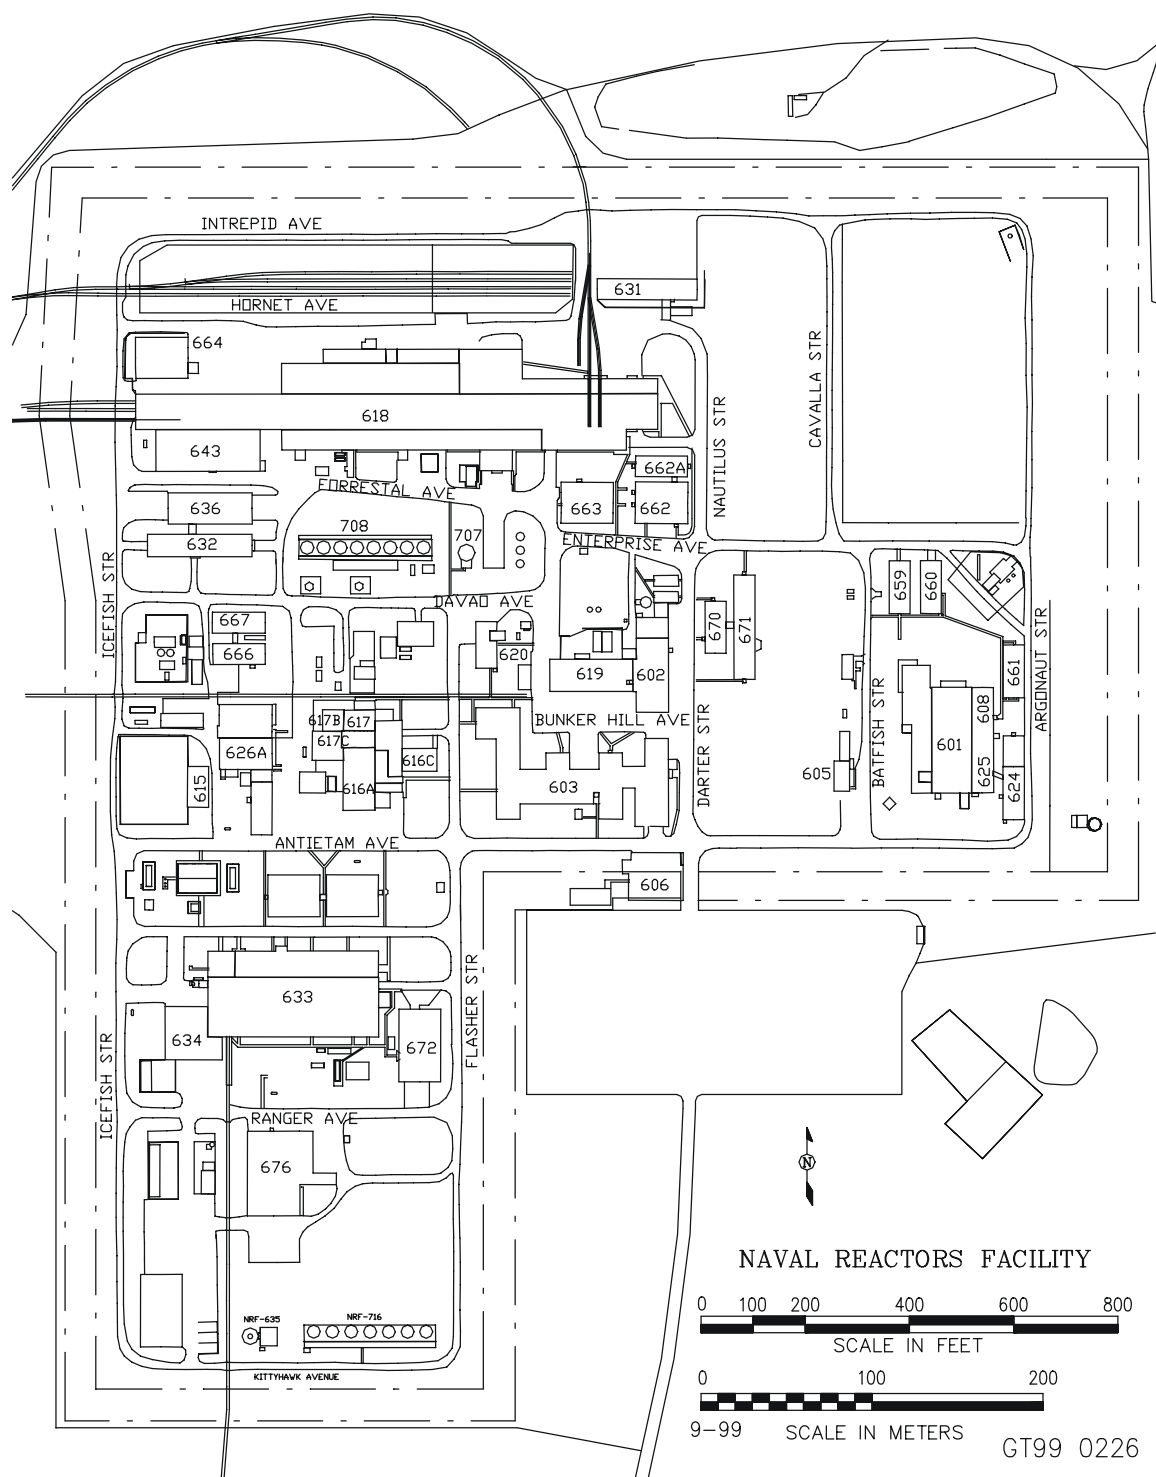 INTREPID AVE
631
HORNET AVE
664
CAVALLA STR
618
NAUTILUS STR
643
662A
FORRESTAL AVE
636
663
662
708
707
632
ENTERPRISE AVE
ICEFISH STR
659
660
DAVAO AVE
667
670
671
ARGONAUT STR
666
620
619
602
661
617B
617
BUNKER HILL AVE
608
617C
626A
616C
DARTER STR
BATFISH STR
601
615
616A
603
605
625
624
ANTIETAM AVE
606
633
FLASHER STR
634
672
ICEFISH STR
RANGER AVE
676
N
NAVAL REACTORS FACILITY
0 100 200 400 600 800
SCALE IN FEET
NRF-635
NRF-716
KITTYHAWK AVENUE
0 100 200
9-99 SCALE IN METERS
GT99 0226